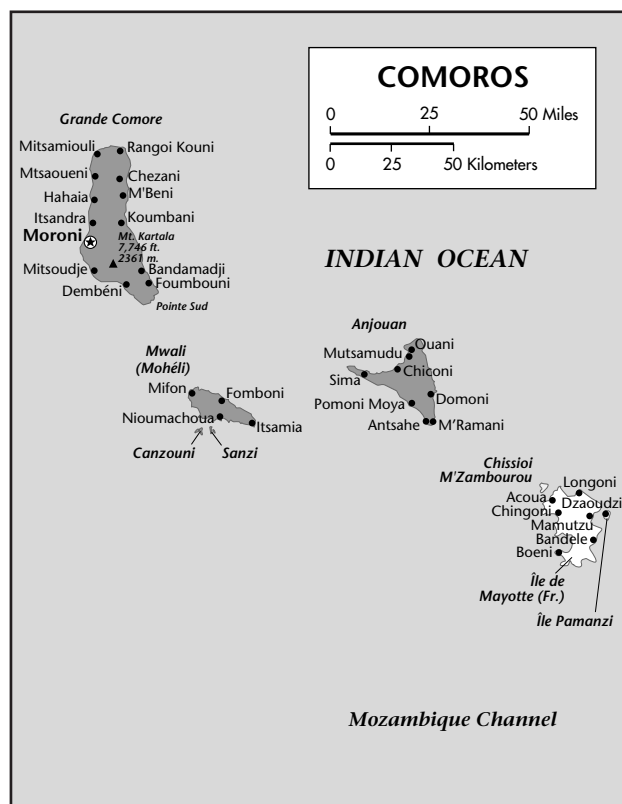 COMOROS
0 25 50 Miles
0 25 50 Kilometers
Grande Comore
Mitsamiouli
Rangoi Kouni
Mtsaoueni
Chezani
Hahaia
M'Beni
Itsandra
Koumbani
Moroni
Mt. Kartala
7,746 ft.
2361 m.
Mitsoudje
Bandamadji
Dembéni
Foumbouni
Pointe Sud
INDIAN OCEAN
Anjouan
Ouani
Mutsamudu
Chiconi
Sima
Domoni
Pomoni Moya
Antsahe
M'Ramani
Mwali
(Mohéli)
Mifon
Fomboni
Nioumachoua
Itsamia
Canzouni
Sanzi
Chissioi
M'Zambourou
Longoni
Acoua
Dzaoudzi
Chingoni
Mamutzu
Bandele
Boeni
Île de
Mayotte (Fr.)
Île Pamanzi
Mozambique Channel